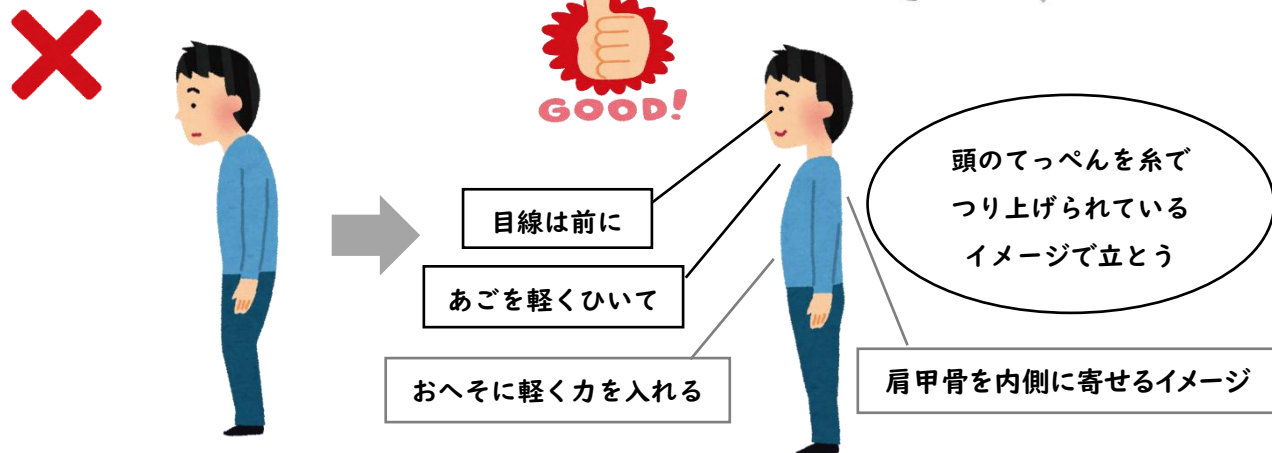 GOOD!
目線は前に
あごを軽くひいて
おへそに軽く力を入れる
頭のてっぺんを糸で
つり上げられている
イメージで立とう
肩甲骨を内側に寄せるイメージ